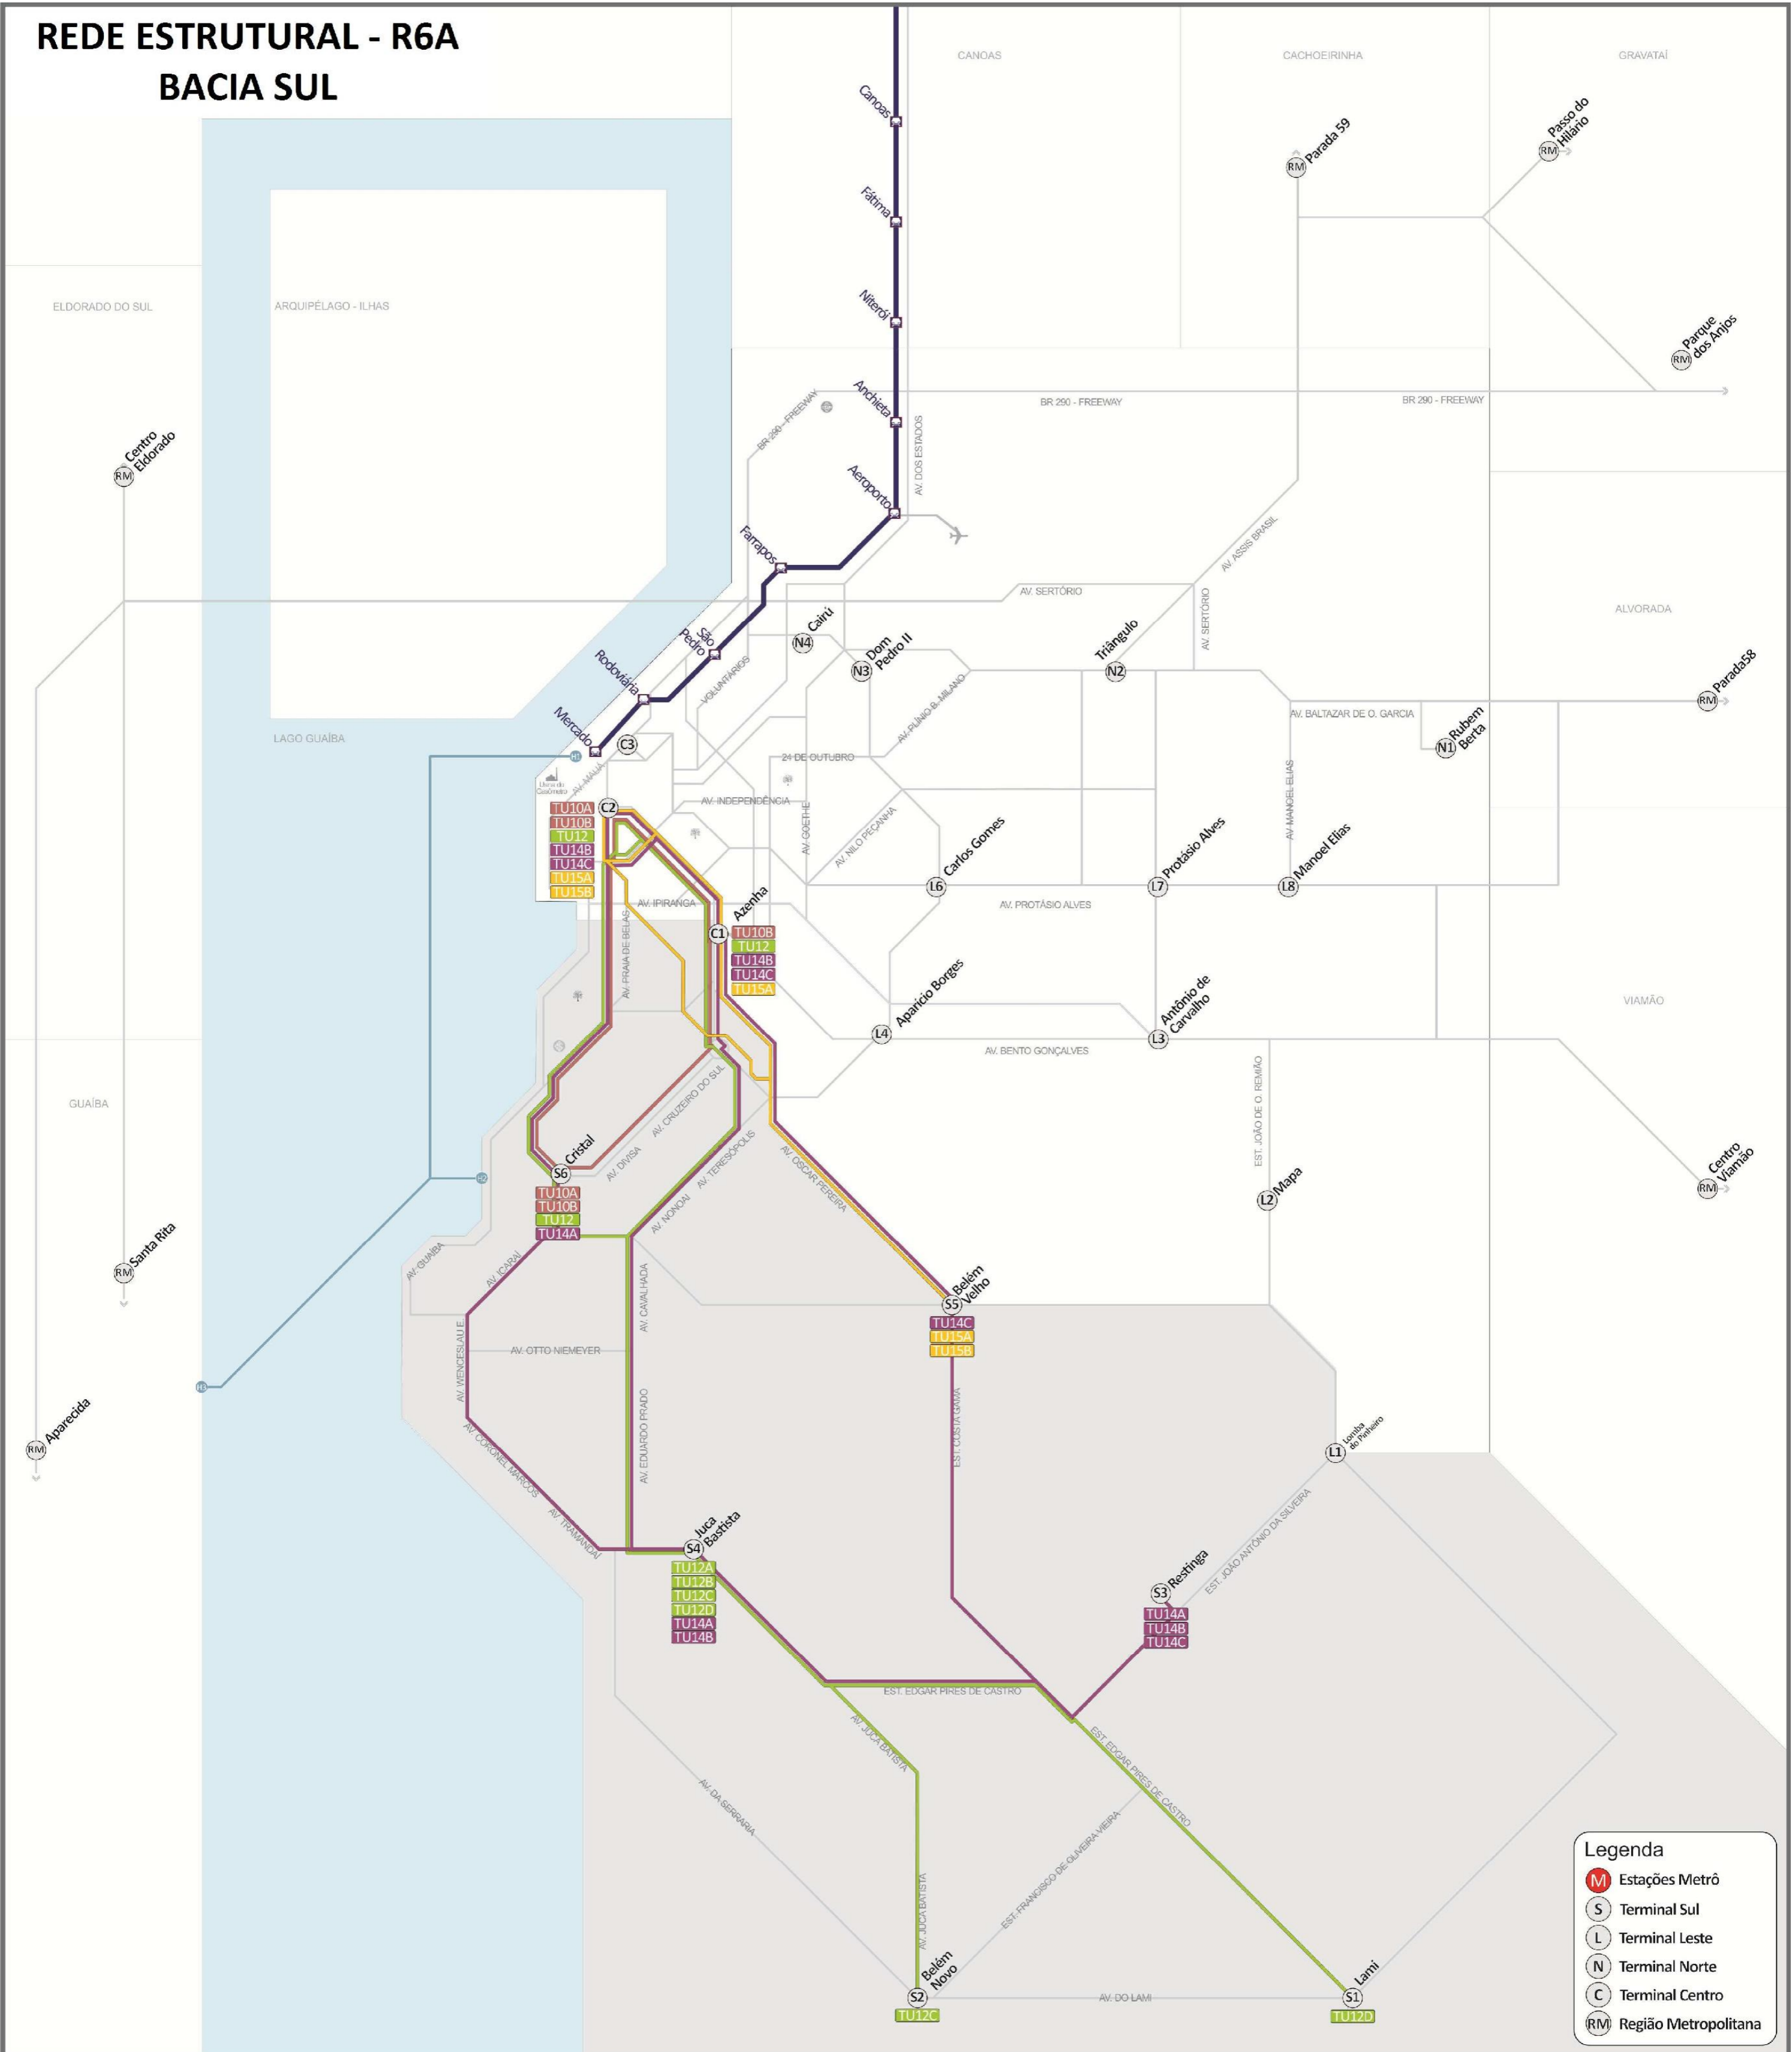 REDE ESTRUTURAL - R6A
BACIA SUL
CANOAS
CACHOEIRINHA
GRAVATAÍ
Canoas
Parada 59
RM
Passo do
Hilário
RM
Fátima
ELDORADO DO SUL
ARQUIPÉLAGO - ILHAS
Niterói
Parque
dos Anjos
RM
BR 290 - FREEWAY
Anchieta
BR 290 - FREEWAY
BR 290 - FREEWAY
AV. DOS ESTADOS
Centro
Eldorado
RM
Aeroporto
Farrapos
AV. ASSIS BRASIL
AV. SERTÓRIO
AV. SERTÓRIO
ALVORADA
São
Pedro
N4
Cairú
N3
Dom
Pedro II
Triângulo
N2
Rodoviária
VOLUNTÁRIOS
AV. PLÍNIO B. MILANO
Parada58
RM
Mercado
C3
AV. BALTAZAR DE O. GARCIA
N1
Rubem
Berta
LAGO GUAÍBA
H1
24 DE OUTUBRO
AV. MAUÁ
Usina do
Gasômetro
AV. INDEPENDÊNCIA
AV. GOETHE
AV. NILO PEÇANHA
AV MANOEL ELIAS
C2
TU10A
TU10B
TU12
TU14B
TU14C
TU15A
TU15B
L6
Carlos Gomes
L7
Protásio Alves
L8
Manoel Elias
AV. IPIRANGA
AV. PROTÁSIO ALVES
Azenha
C1
TU10B
TU12
TU14B
TU14C
TU15A
AV. PRAIA DE BELAS
L4
Aparício Borges
L3
Antônio de
Carvalho
VIAMÃO
AV. BENTO GONÇALVES
GUAÍBA
EST. JOÃO DE O. REMIÃO
AV. CRUZEIRO DO SUL
AV. DIVISA
AV. TERESÓPOLIS
AV. NONOAI
AV. OSCAR PEREIRA
S6
Cristal
TU10A
TU10B
TU12
TU14A
H2
L2
Mapa
Centro
Viamão
RM
Santa Rita
RM
AV. GUAÍBA
AV. ICARAÍ
AV. CAVALHADA
S5
Belém
Velho
TU14C
TU15A
TU15B
AV. WENCESLAU E.
AV. OTTO NIEMEYER
H3
AV. EDUARDO PRADO
EST. COSTA GAMA
Aparecida
RM
AV. CORONEL MARCOS
AV. TRAMANDAÍ
L1
Lomba
do Pinheiro
EST. JOÃO ANTÔNIO DA SILVEIRA
S4
Juca
Bastista
TU12A
TU12B
TU12C
TU12D
TU14A
TU14B
S3
Restinga
TU14A
TU14B
TU14C
EST. EDGAR PIRES DE CASTRO
AV. JUCA BATISTA
EST. EDGAR PIRES DE CASTRO
AV. DA SERRARIA
EST. FRANCISCO DE OLIVEIRA VIEIRA
AV. JUCA BATISTA
S2
Belém
Novo
TU12C
AV. DO LAMI
S1
Lami
TU12D
Legenda
M Estações Metrô
S Terminal Sul
L Terminal Leste
N Terminal Norte
C Terminal Centro
RM Região Metropolitana